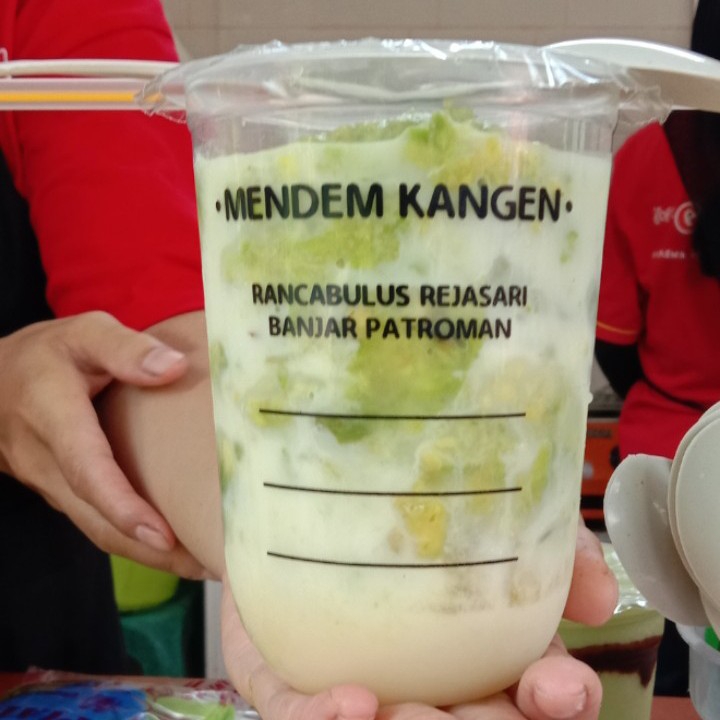 ·MENDEM KANGEN·
RANCABULUS REJASARI
BANJAR PATROMAN